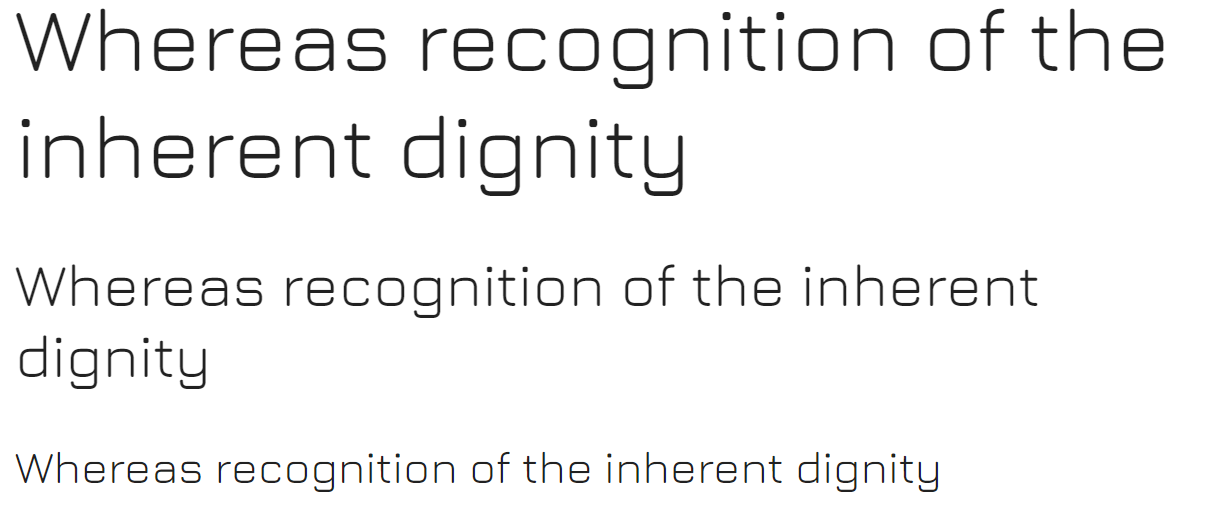 Whereas recognition of the
inherent dignity
Whereas recognition of the inherent
dignity
Whereas recognition of the inherent dignity